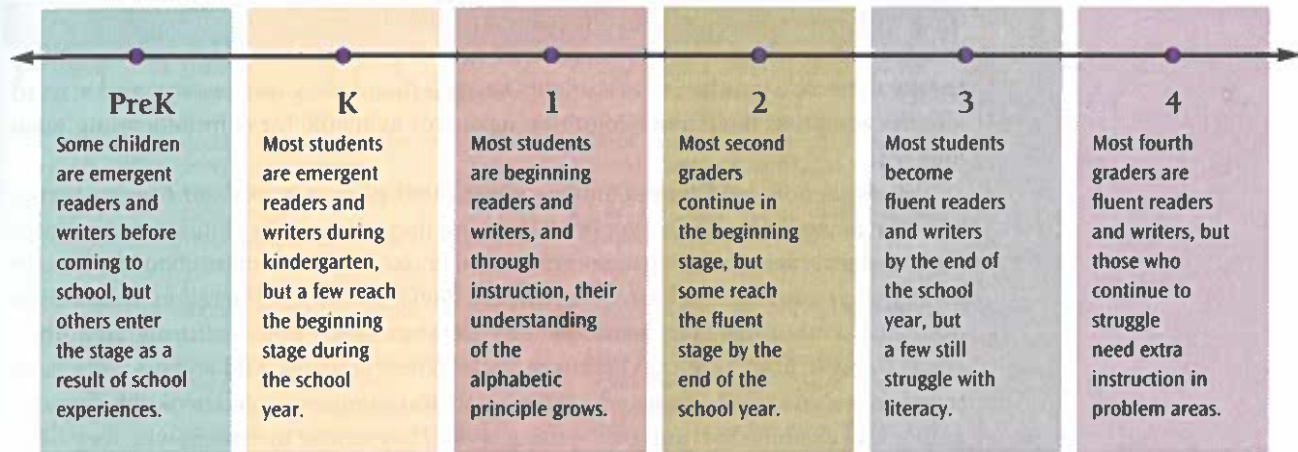 PreK
Some children
are emergent
readers and
writers before
coming to
school, but
others enter
the stage as a
result of school
experiences.
K
Most students
are emergent
readers and
writers during
kindergarten,
but a few reach
the beginning
stage during
the school
year.
1
Most students
are beginning
readers and
writers, and
through
instruction, their
understanding
of the
alphabetic
principle grows.
2
Most second
graders
continue in
the beginning
stage, but
some reach
the fluent
stage by the
end of the
school year.
3
Most students
become
fluent readers
and writers
by the end of
the school
year, but
a few still
struggle with
literacy.
4
Most fourth
graders are
fluent readers
and writers, but
those who
continue to
struggle
need extra
instruction in
problem areas.